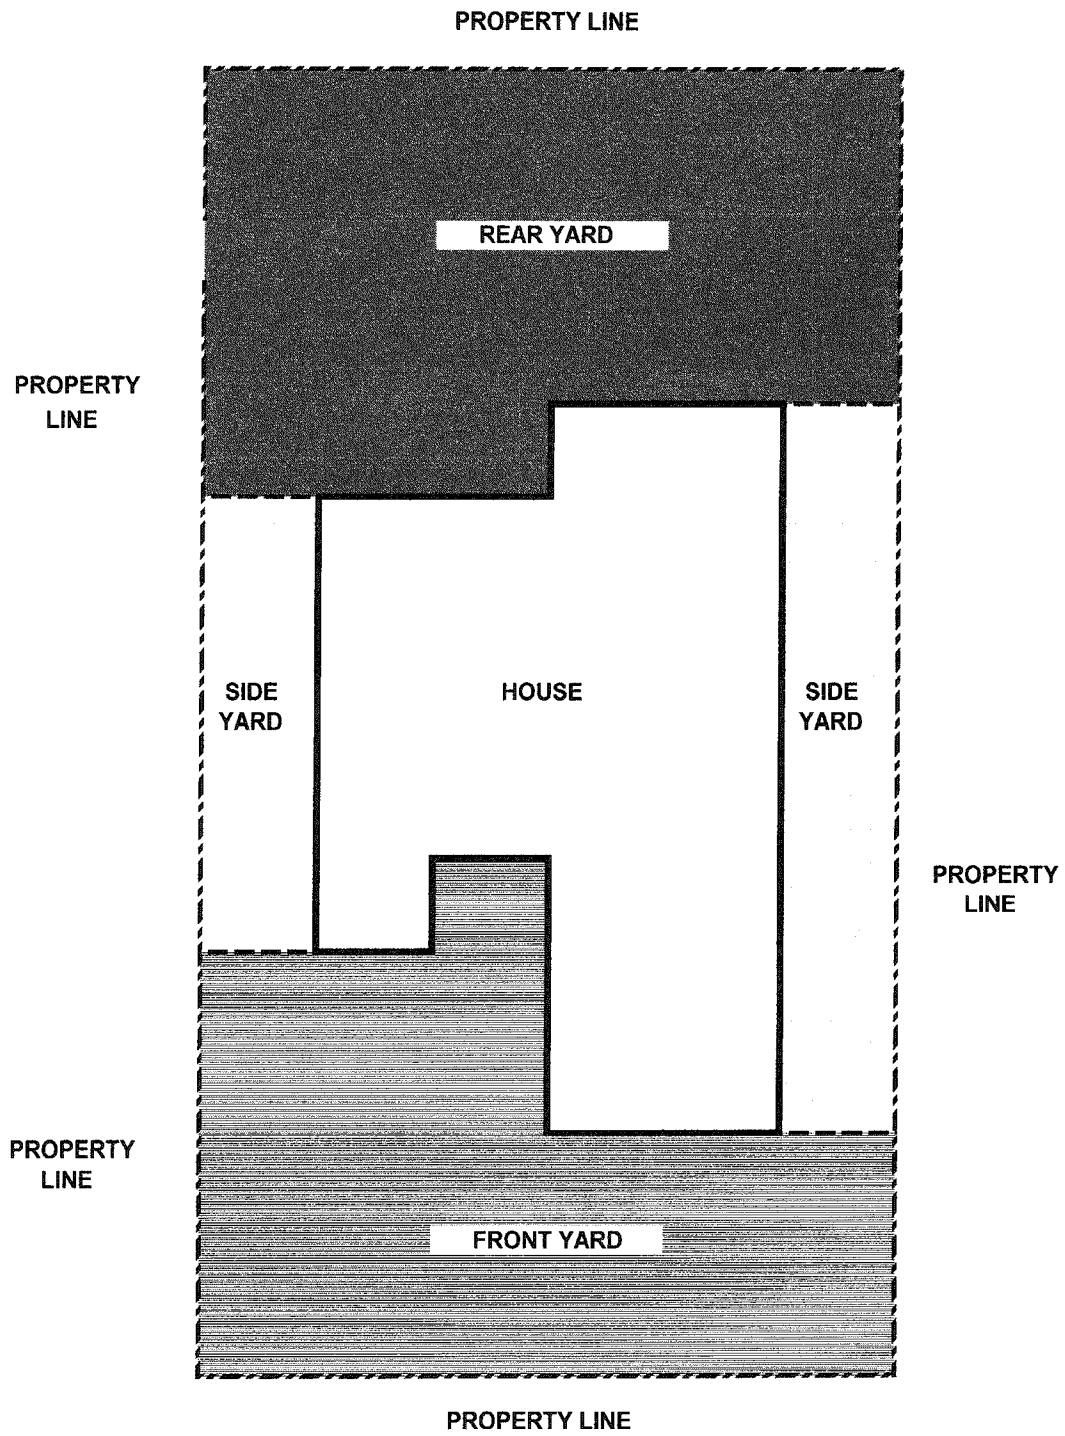 PROPERTY LINE
REAR YARD
PROPERTY
LINE
SIDE
YARD
HOUSE
SIDE
YARD
PROPERTY
LINE
PROPERTY
LINE
FRONT YARD
PROPERTY LINE